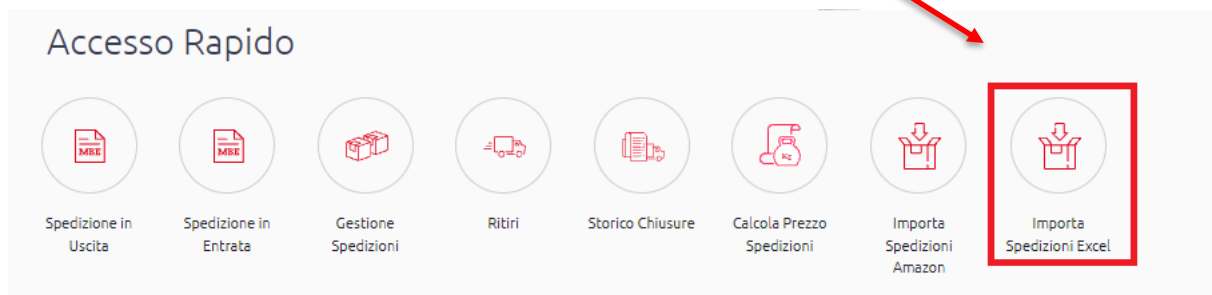 Accesso Rapido
MBE
MBE
KG
Spedizione in
Uscita
Spedizione in
Entrata
Gestione
Spedizioni
Ritiri
Storico Chiusure
Calcola Prezzo
Spedizioni
Importa
Spedizioni
Amazon
Importa
Spedizioni Excel